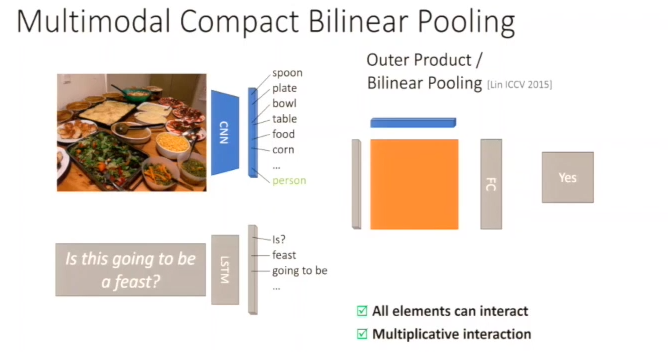 Multimodal Compact Bilinear Pooling
Outer Product /
Bilinear Pooling [Lin ICCV 2015]
CNN
spoon
plate
bowl
table
food
corn
...
person
FC
Yes
Is this going to be
a feast?
LSTM
Is?
feast
going to be
...
All elements can interact
Multiplicative interaction